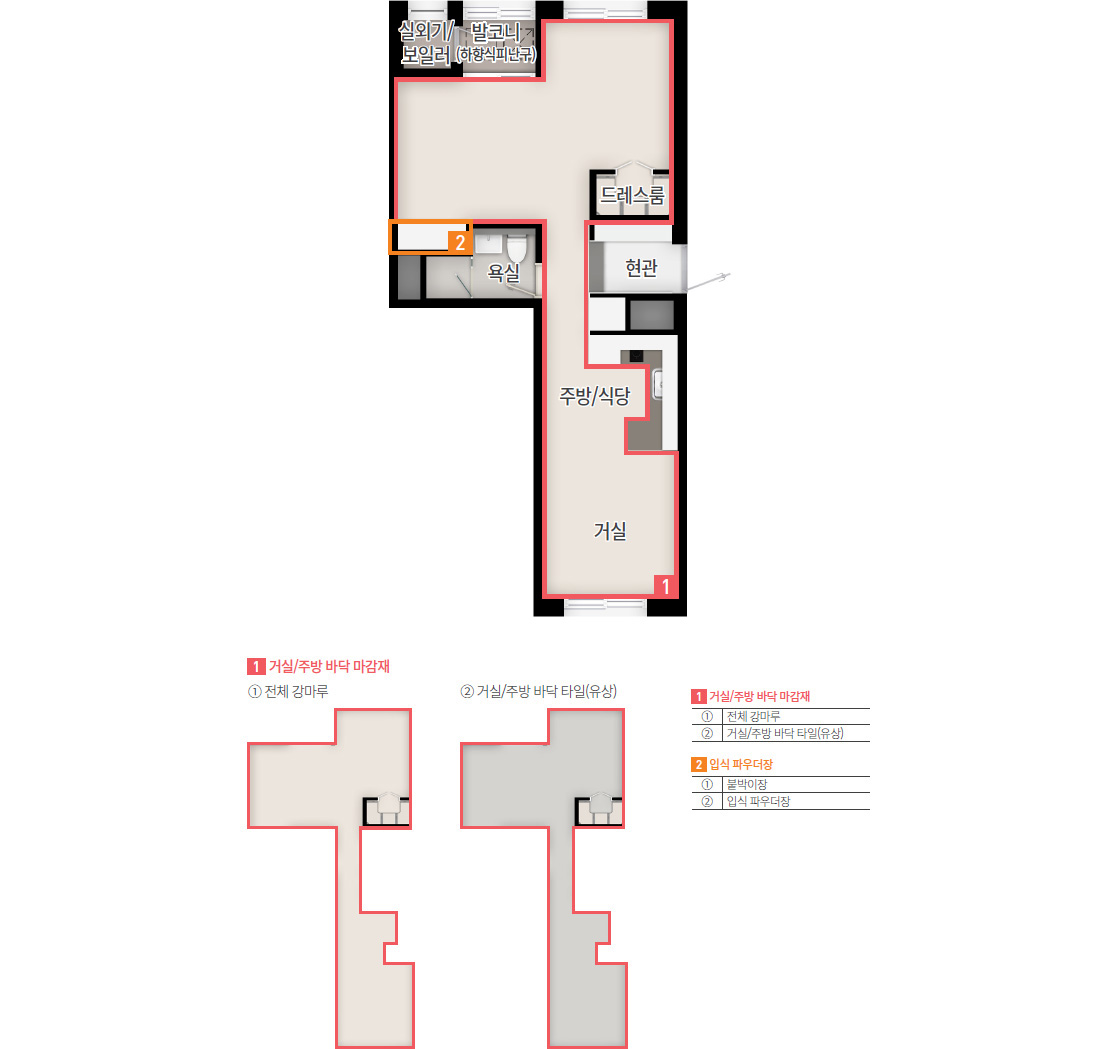 실외기/
보일러
발코니
(하향식피난구)
드레스룸
2
욕실
현관
주방/식당
거실
1
1 거실/주방 바닥 마감재
① 전체 강마루
② 거실/주방 바닥 타일(유상)
1 거실/주방 바닥 마감재
① 전체 강마루
② 거실/주방 바닥 타일(유상)
2 입식 파우더장
① 붙박이장
② 입식 파우더장